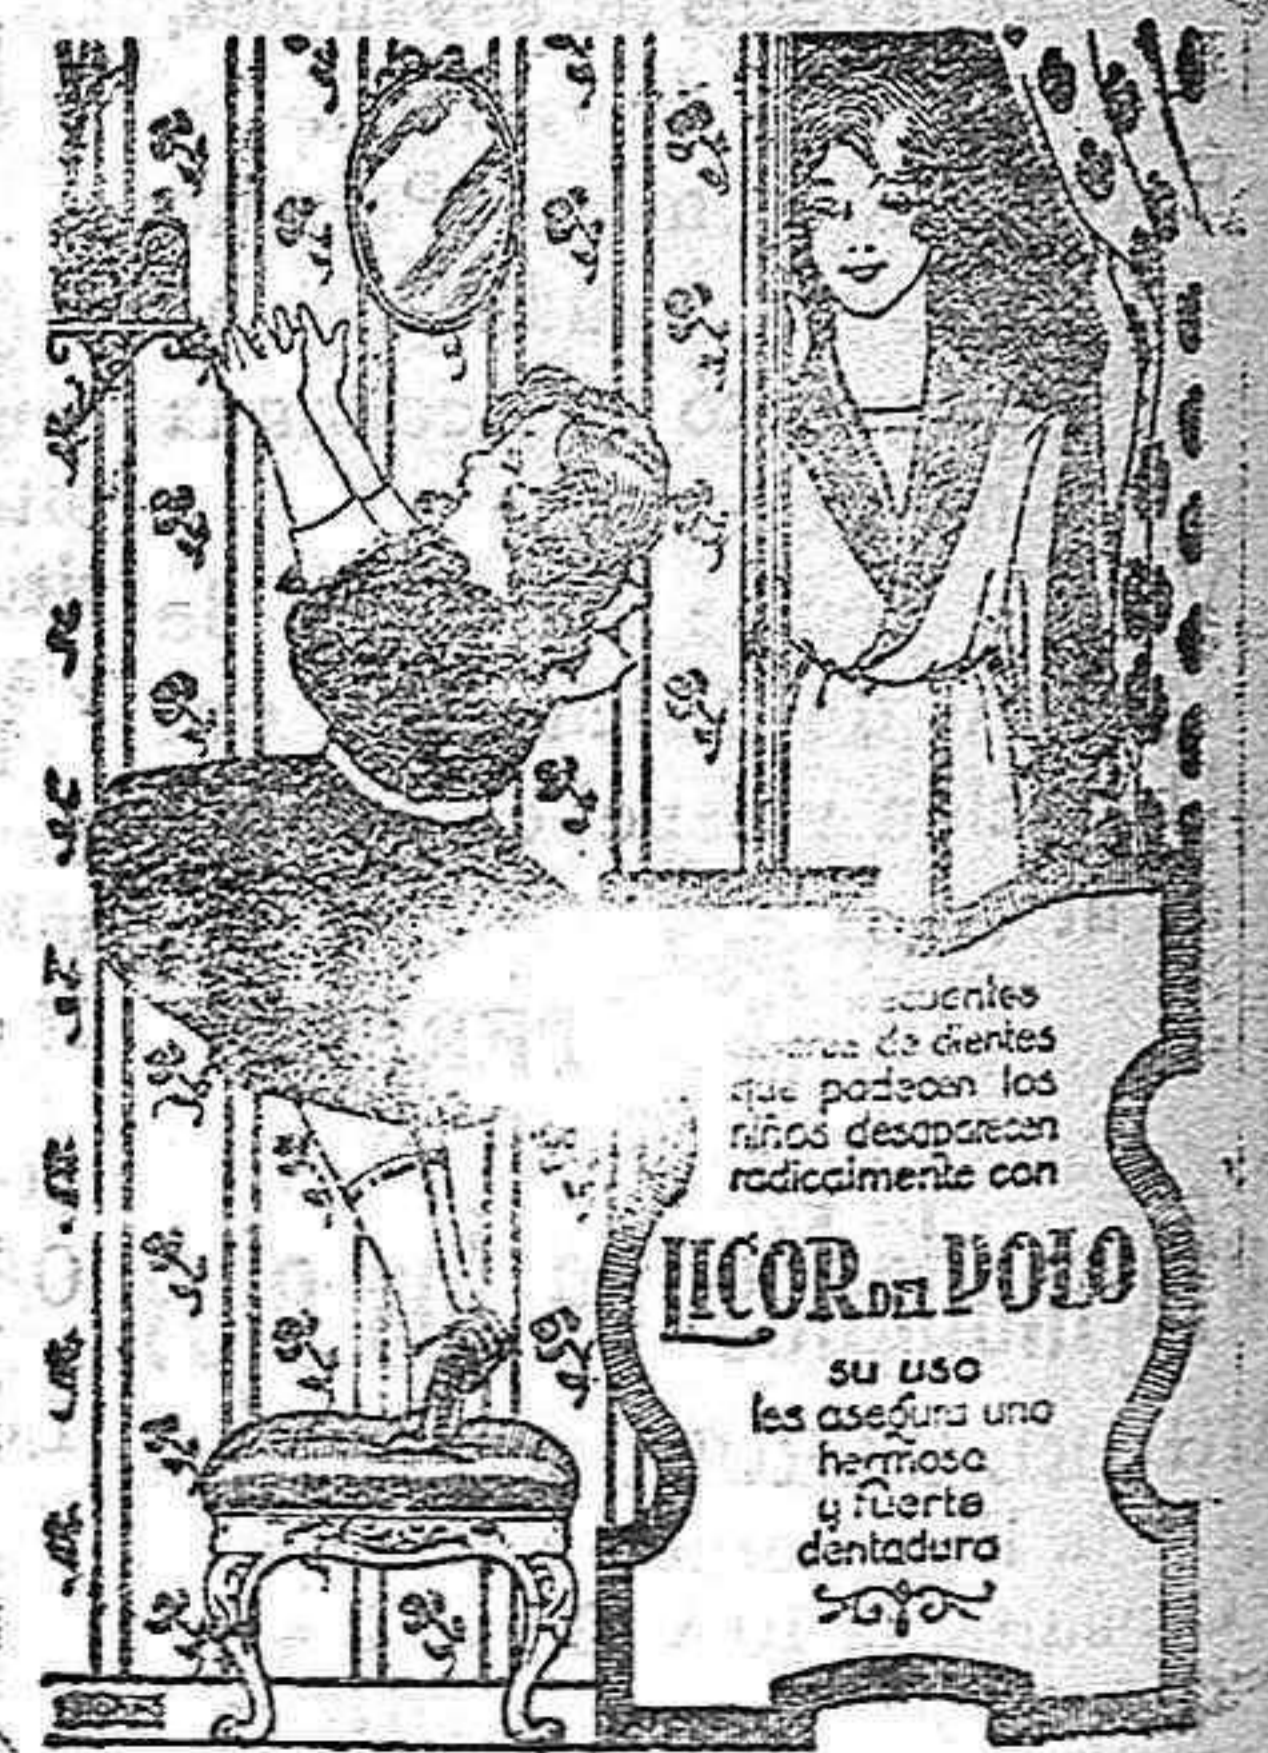 de dientes
que padecen los
niños desaparecen
radicalmente con
LICOR DEL POLO
su uso
les asegura una
hermosa
y fuerte
dentadura